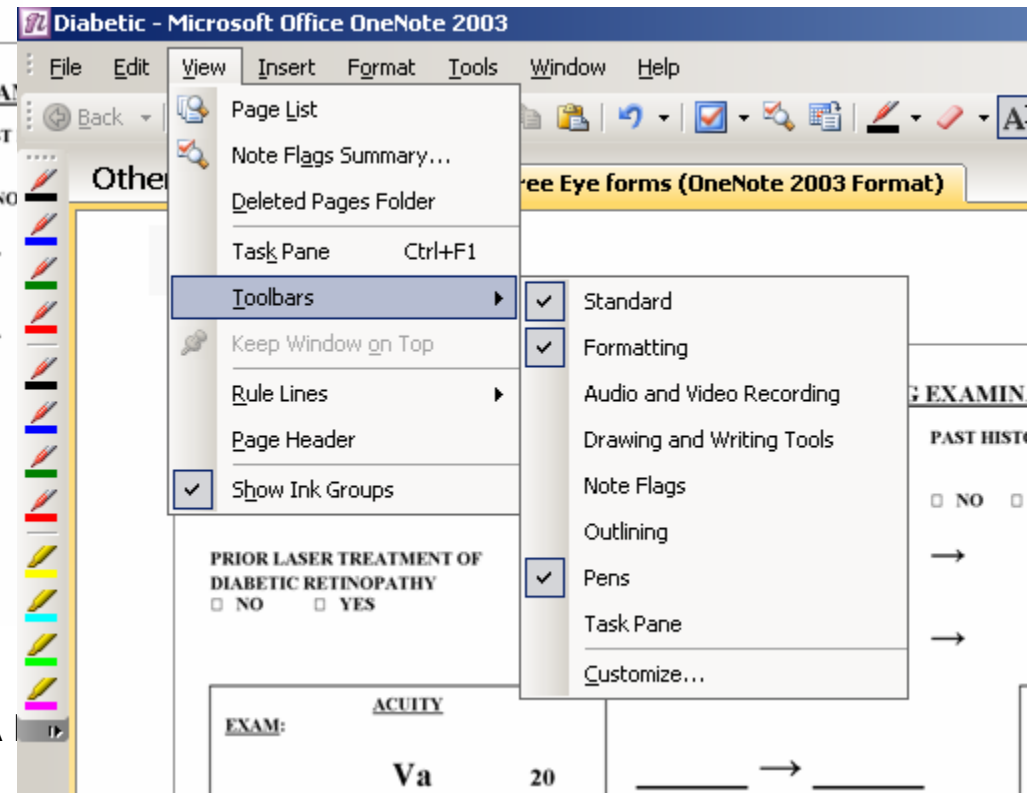 Diabetic - Microsoft Office OneNote 2003
File Edit View Insert Format Tools Window Help
Back
Page List
Note Flags Summary...
Deleted Pages Folder
Task Pane Ctrl+F1
Toolbars
Keep Window on Top
Rule Lines
Page Header
Show Ink Groups
Standard
Formatting
Audio and Video Recording
Drawing and Writing Tools
Note Flags
Outlining
Pens
Task Pane
Customize...
Othe
ree Eye forms (OneNote 2003 Format)
G EXAMIN
PAST HISTO
NO
PRIOR LASER TREATMENT OF
DIABETIC RETINOPATHY
NO YES
ACUITY
EXAM:
Va 20